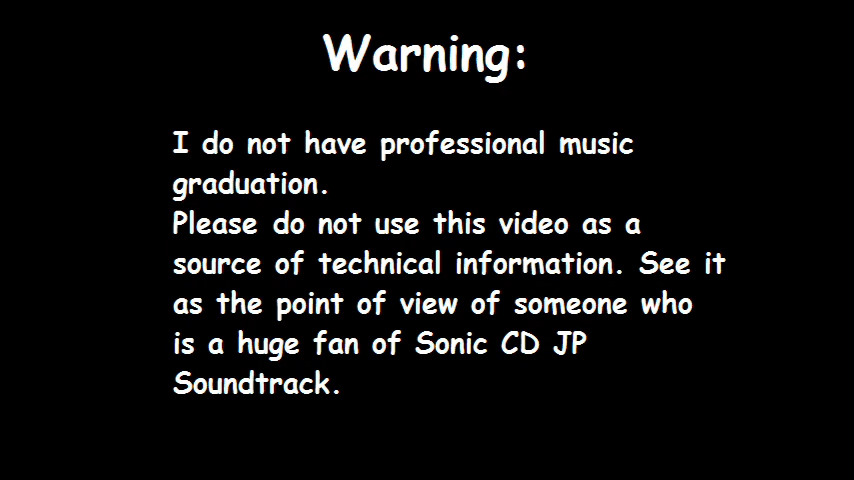 Warning:
I do not have professional music
graduation.
Please do not use this video as a
source of technical information. See it
as the point of view of someone who
is a huge fan of Sonic CD JP
Soundtrack.